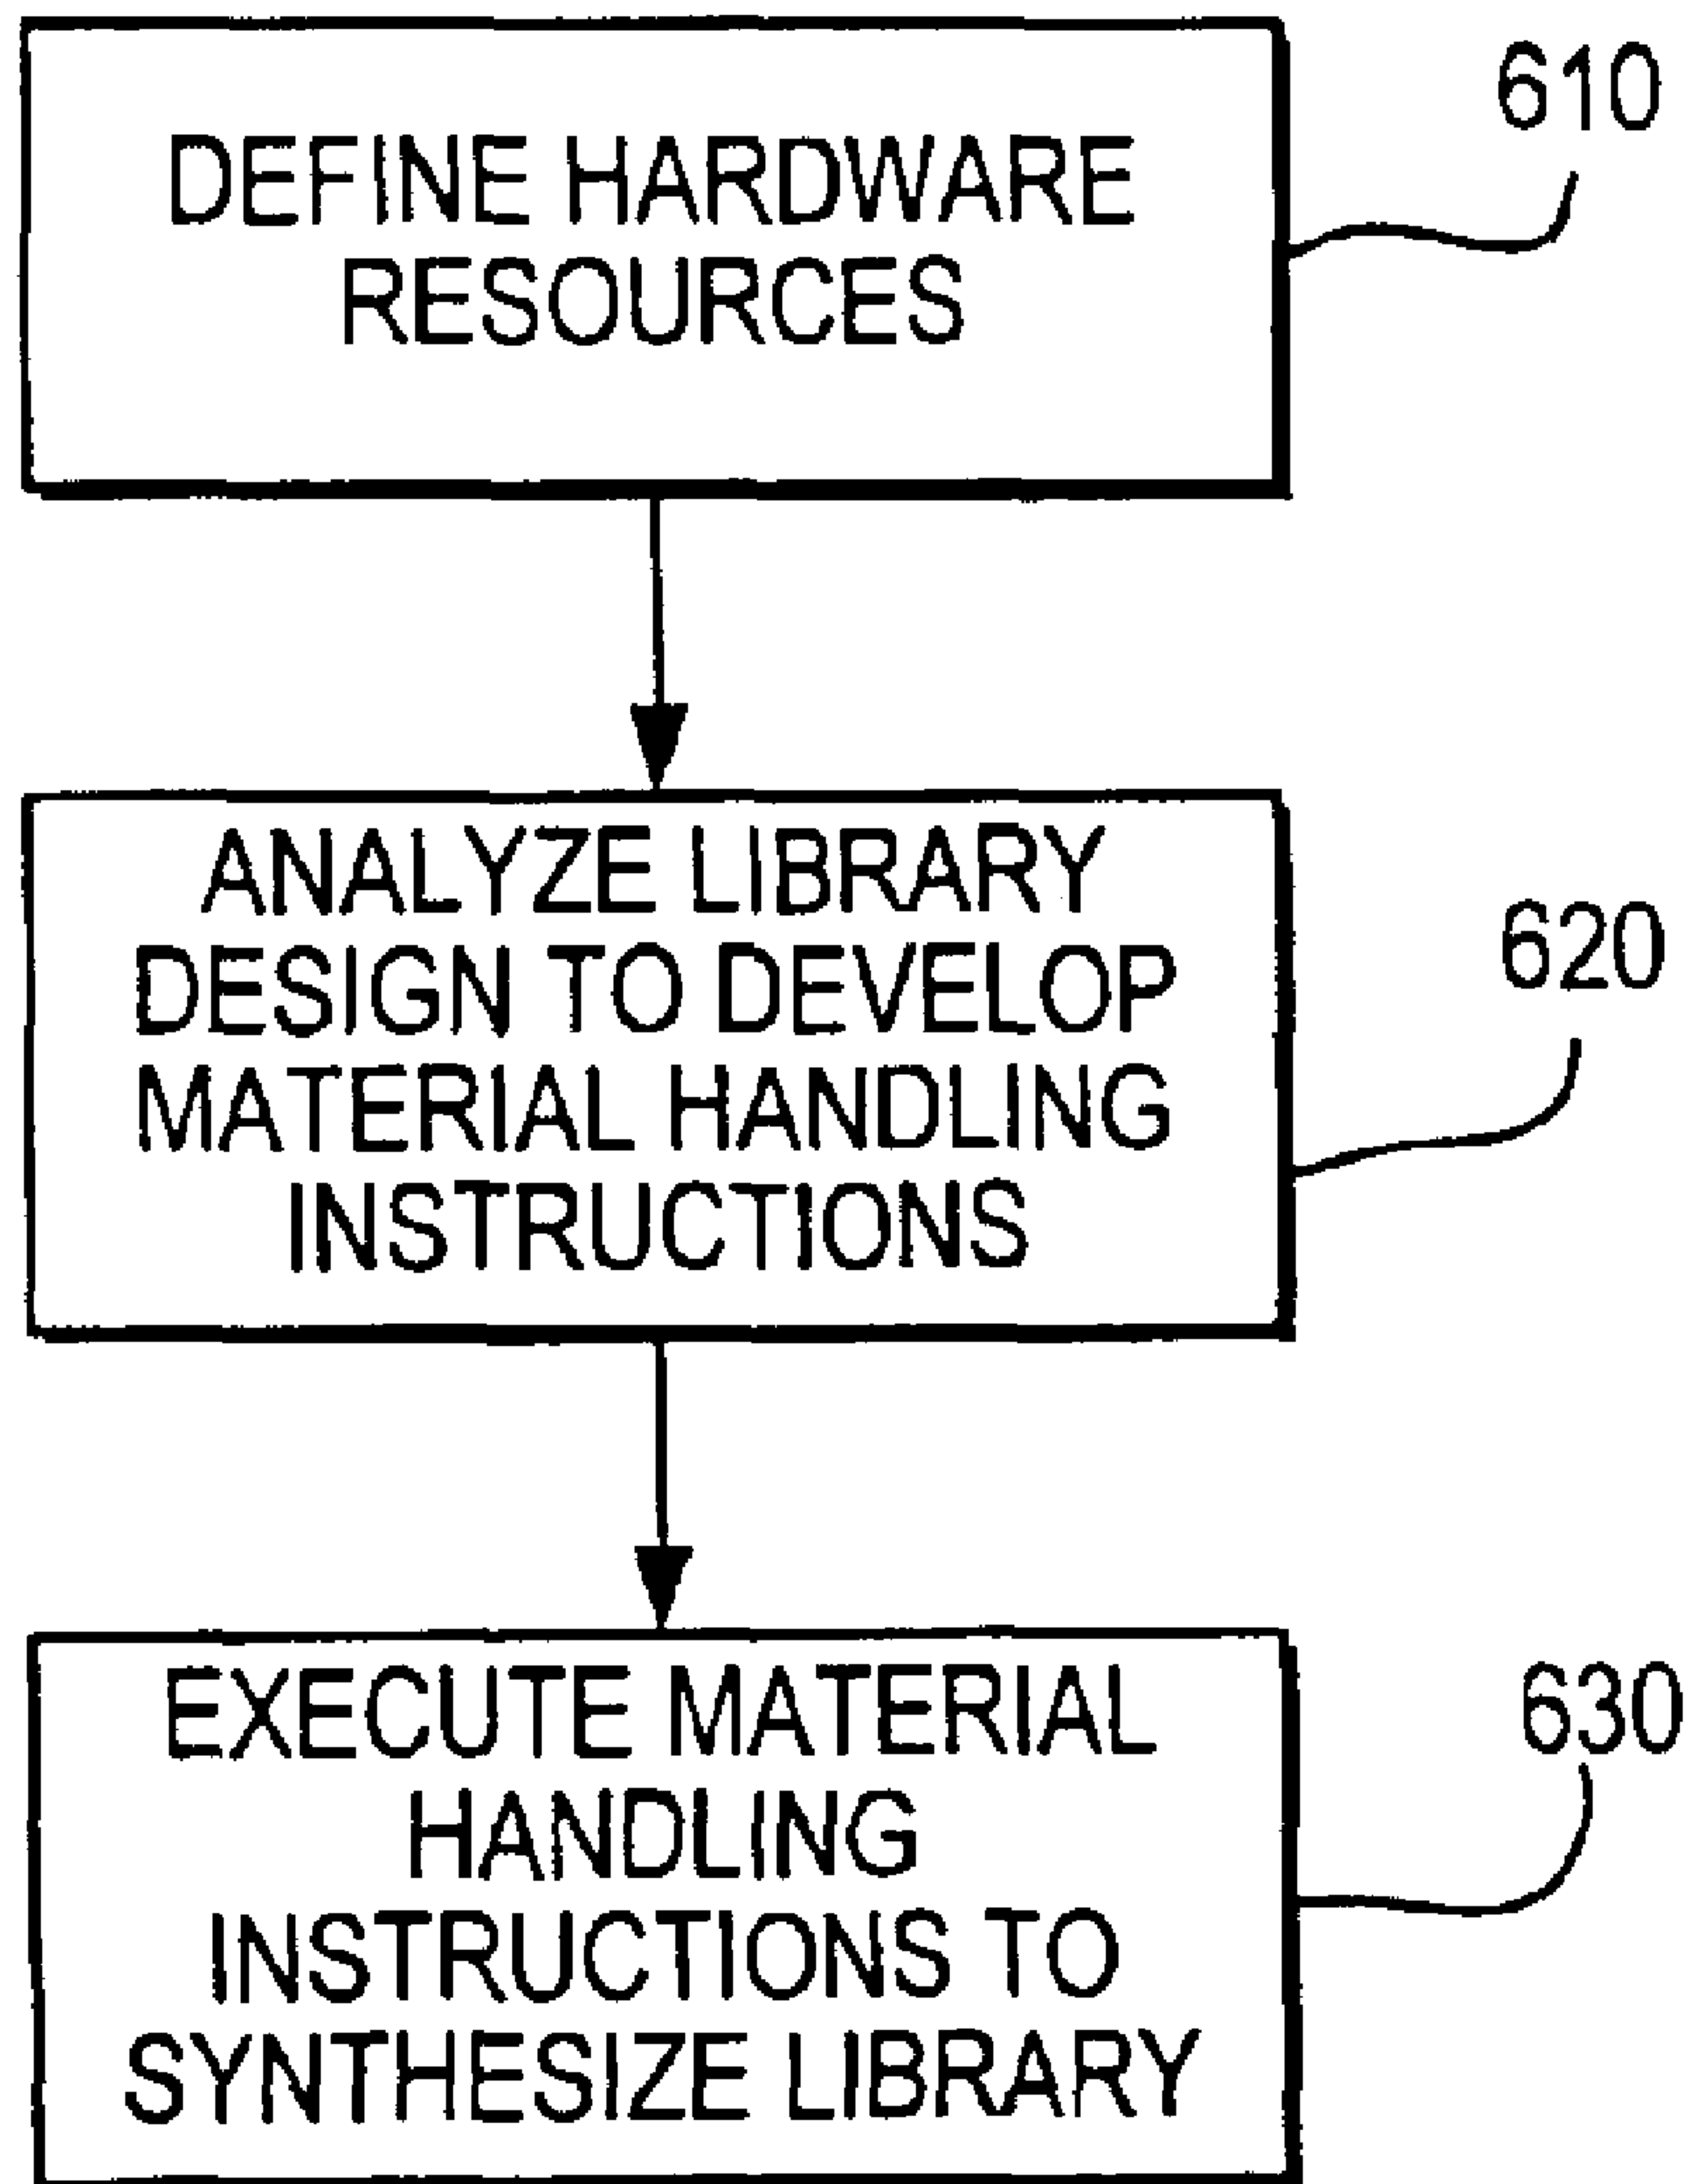 DEFINE HARDWARE
RESOURCES
610
ANALYZE LIBRARY
DESIGN TO DEVELOP
MATERIAL HANDLING
INSTRUCTIONS
620
EXECUTE MATERIAL
HANDLING
INSTRUCTIONS TO
SYNTHESIZE LIBRARY
630